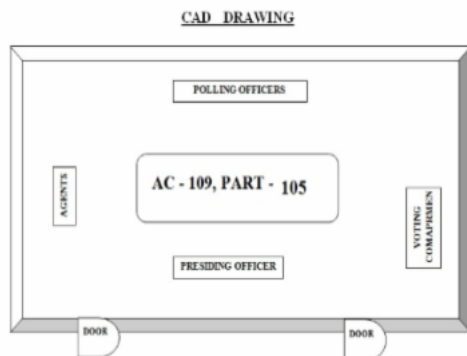 CAD DRAWING
POLLING OFFICERS
AGENTS
AC - 109, PART - 105
VOTING
COMAPRMEN
PRESIDING OFFICER
DOOR
DOOR